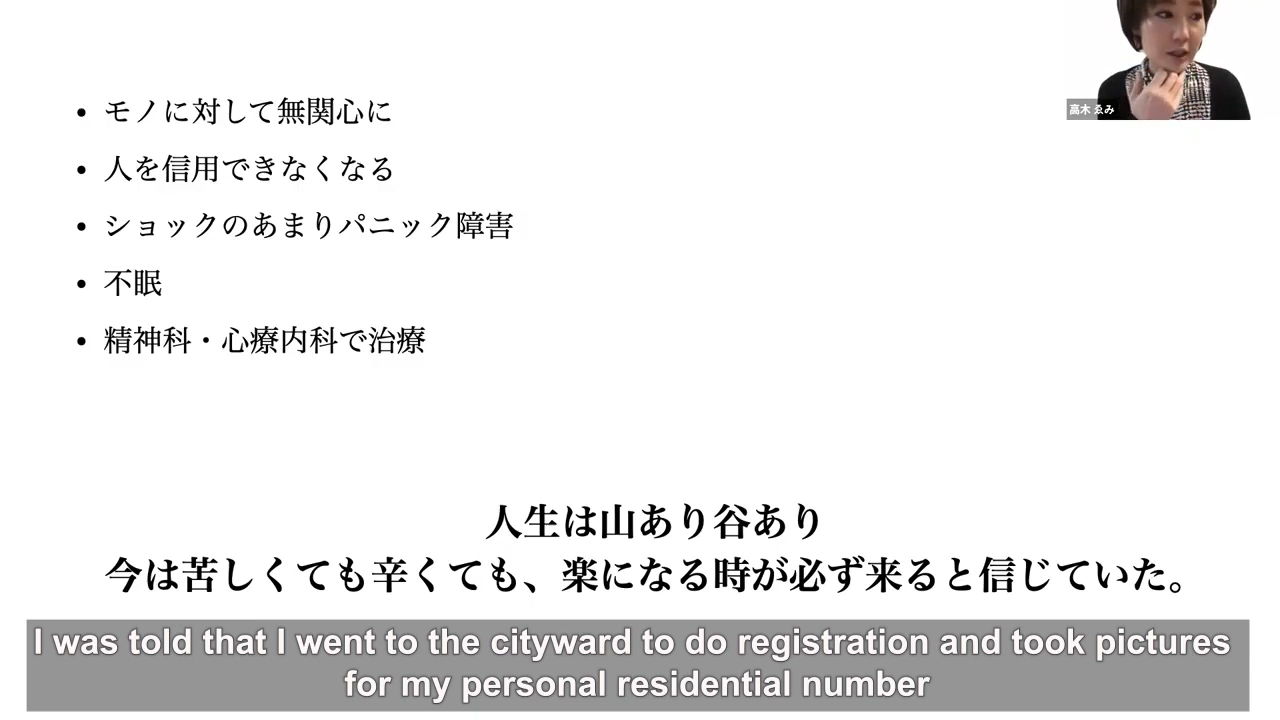 • モノに対して無関心に
• 人を信用できなくなる
• ショックのあまりパニック障害
• 不眠
• 精神科・心療内科で治療
高木 ゑみ
人生は山あり谷あり
今は苦しくても辛くても、楽になる時が必ず来ると信じていた。
I was told that I went to the cityward to do registration and took pictures
for my personal residential number